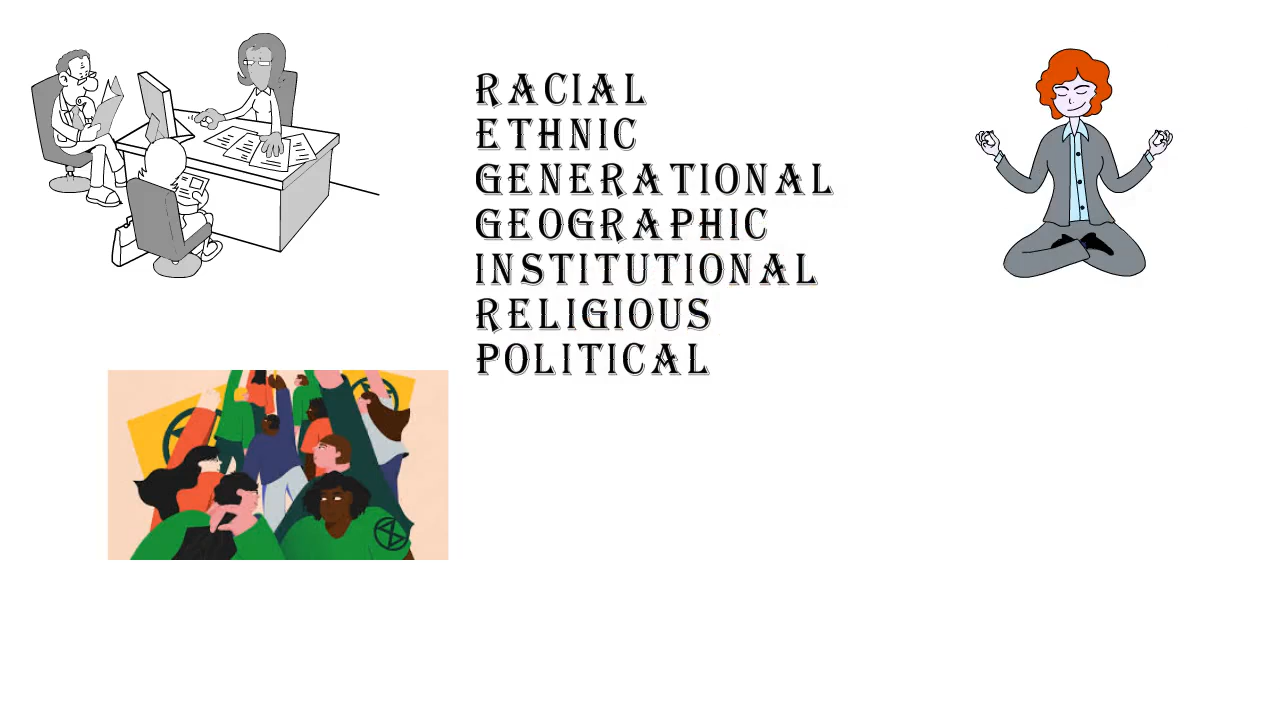 RACIAL
ETHNIC
GENERATIONAL
GEOGRAPHIC
INSTITUTIONAL
RELIGIOUS
POLITICAL